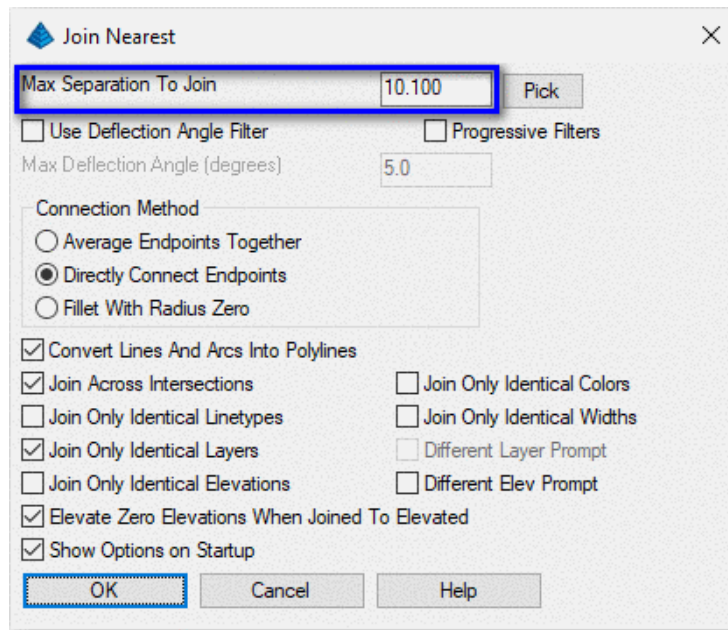 Join Nearest
Max Separation To Join 10.100 Pick
Use Deflection Angle Filter Progressive Filters
Max Deflection Angle (degrees) 5.0
Connection Method
Average Endpoints Together
Directly Connect Endpoints
Fillet With Radius Zero
Convert Lines And Arcs Into Polylines
Join Across Intersections Join Only Identical Colors
Join Only Identical Linetypes Join Only Identical Widths
Join Only Identical Layers Different Layer Prompt
Join Only Identical Elevations Different Elev Prompt
Elevate Zero Elevations When Joined To Elevated
Show Options on Startup
OK Cancel Help